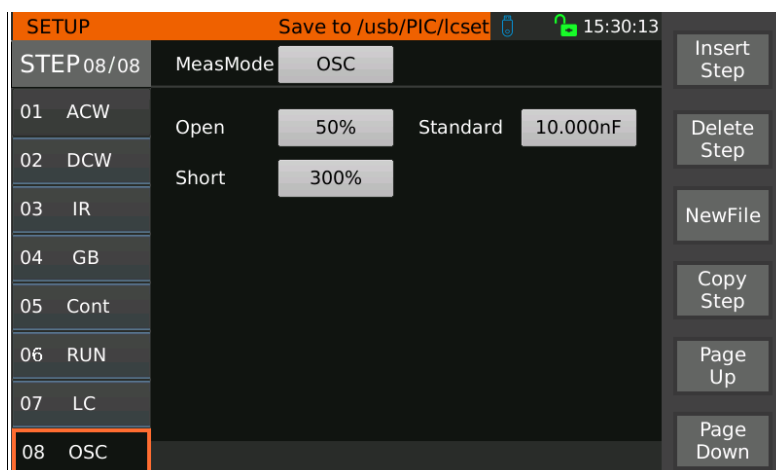 SETUP Save to /usb/PIC/lcset 15:30:13
STEP 08/08 MeasMode OSC
01 ACW
02 DCW
03 IR
04 GB
05 Cont
06 RUN
07 LC
08 OSC
Open 50% Standard 10.000nF
Short 300%
Insert
Step
Delete
Step
NewFile
Copy
Step
Page
Up
Page
Down